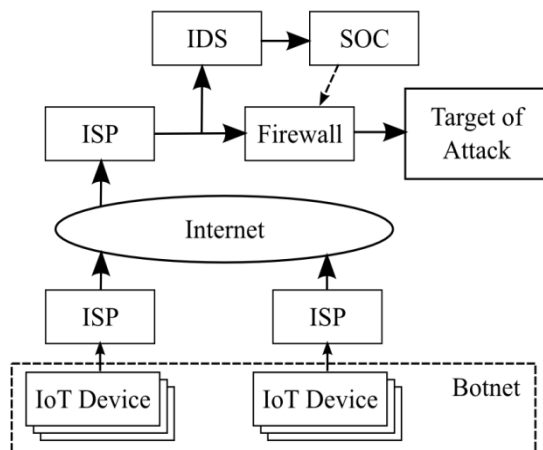 IDS
SOC
ISP
Firewall
Target of
Attack
Internet
ISP
ISP
Botnet
IoT Device
IoT Device